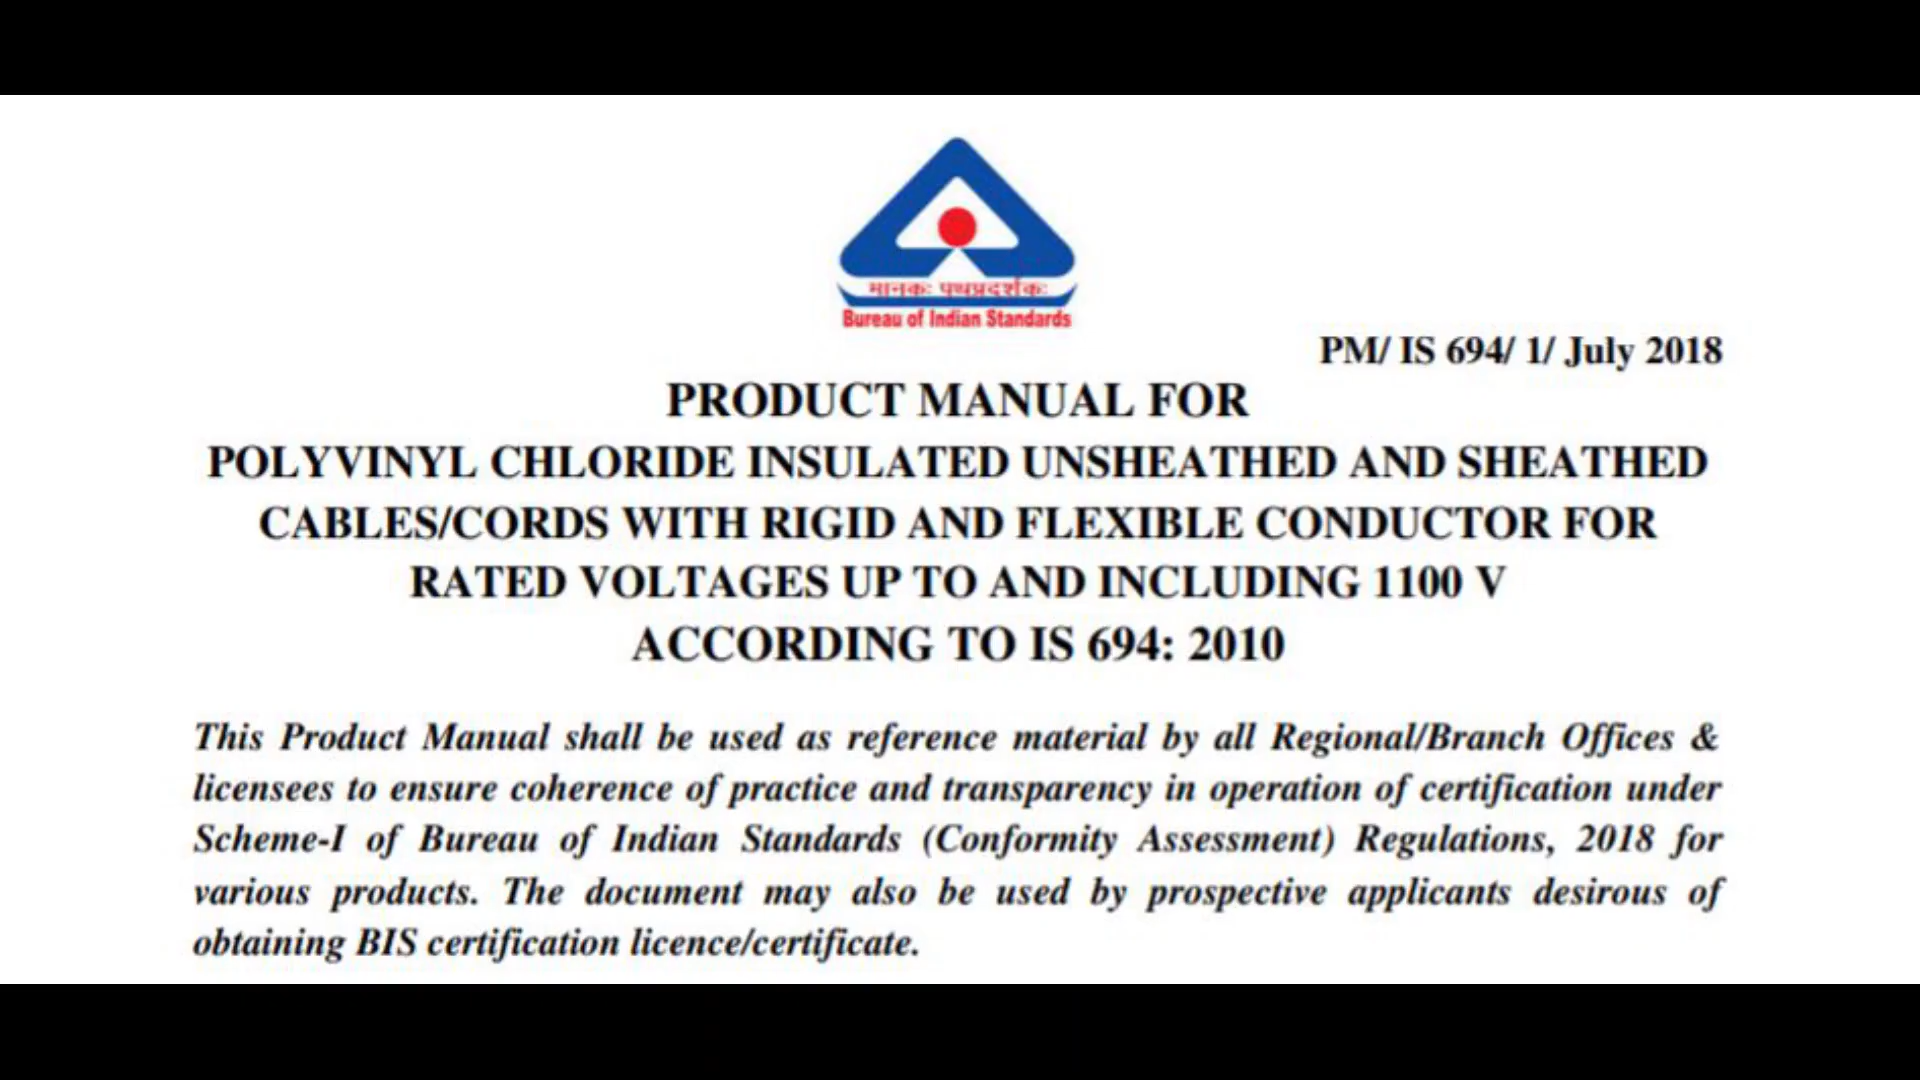 मानकः पथप्रदर्शकः
Bureau of Indian Standards
PM/ IS 694/ 1/ July 2018
PRODUCT MANUAL FOR
POLYVINYL CHLORIDE INSULATED UNSHEATHED AND SHEATHED
CABLES/CORDS WITH RIGID AND FLEXIBLE CONDUCTOR FOR
RATED VOLTAGES UP TO AND INCLUDING 1100 V
ACCORDING TO IS 694: 2010
This Product Manual shall be used as reference material by all Regional/Branch Offices &
licensees to ensure coherence of practice and transparency in operation of certification under
Scheme-I of Bureau of Indian Standards (Conformity Assessment) Regulations, 2018 for
various products. The document may also be used by prospective applicants desirous of
obtaining BIS certification licence/certificate.